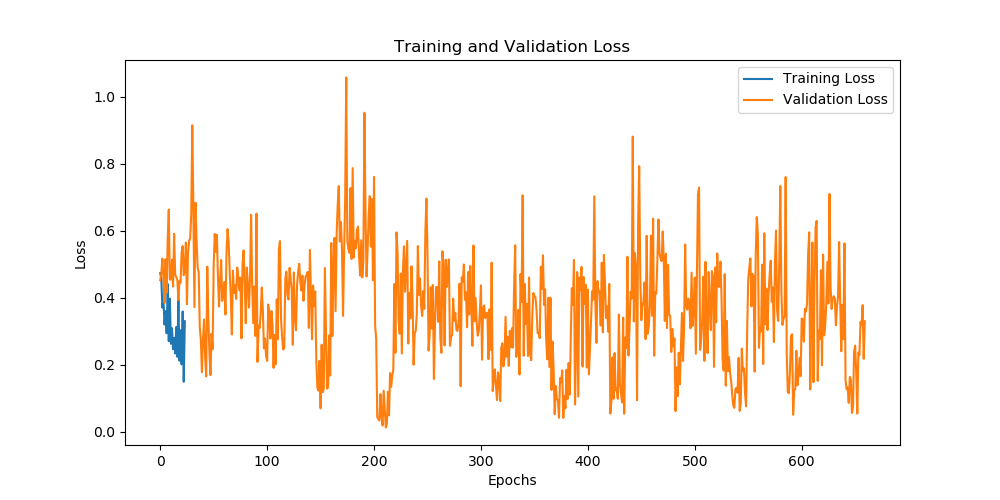 Training and Validation Loss
Training Loss
Validation Loss
Loss
1.0
0.8
0.6
0.4
0.2
0.0
0 100 200 300 400 500 600
Epochs